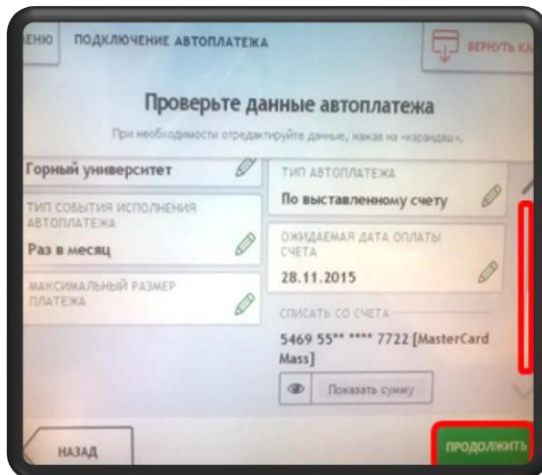 ЕНЮ
ПОДКЛЮЧЕНИЕ АВТОПЛАТЕЖА
ВЕРНУТЬ КА
Проверьте данные автоплатежа
При необходимости отредактируйте данные, нажав на «карандаш».
Горный университет
ТИП СОБЫТИЯ ИСПОЛНЕНИЯ
АВТОПЛАТЕЖА
Раз в месяц
МАКСИМАЛЬНЫЙ РАЗМЕР
ПЛАТЕЖА
ТИП АВТОПЛАТЕЖА
По выставленному счету
ОЖИДАЕМАЯ ДАТА ОПЛАТЫ
СЧЕТА
28.11.2015
СПИСАТЬ СО СЧЕТА
5469 55** **** 7722 [MasterCard
Mass]
Показать сумму
НАЗАД
ПРОДОЛЖИТЬ